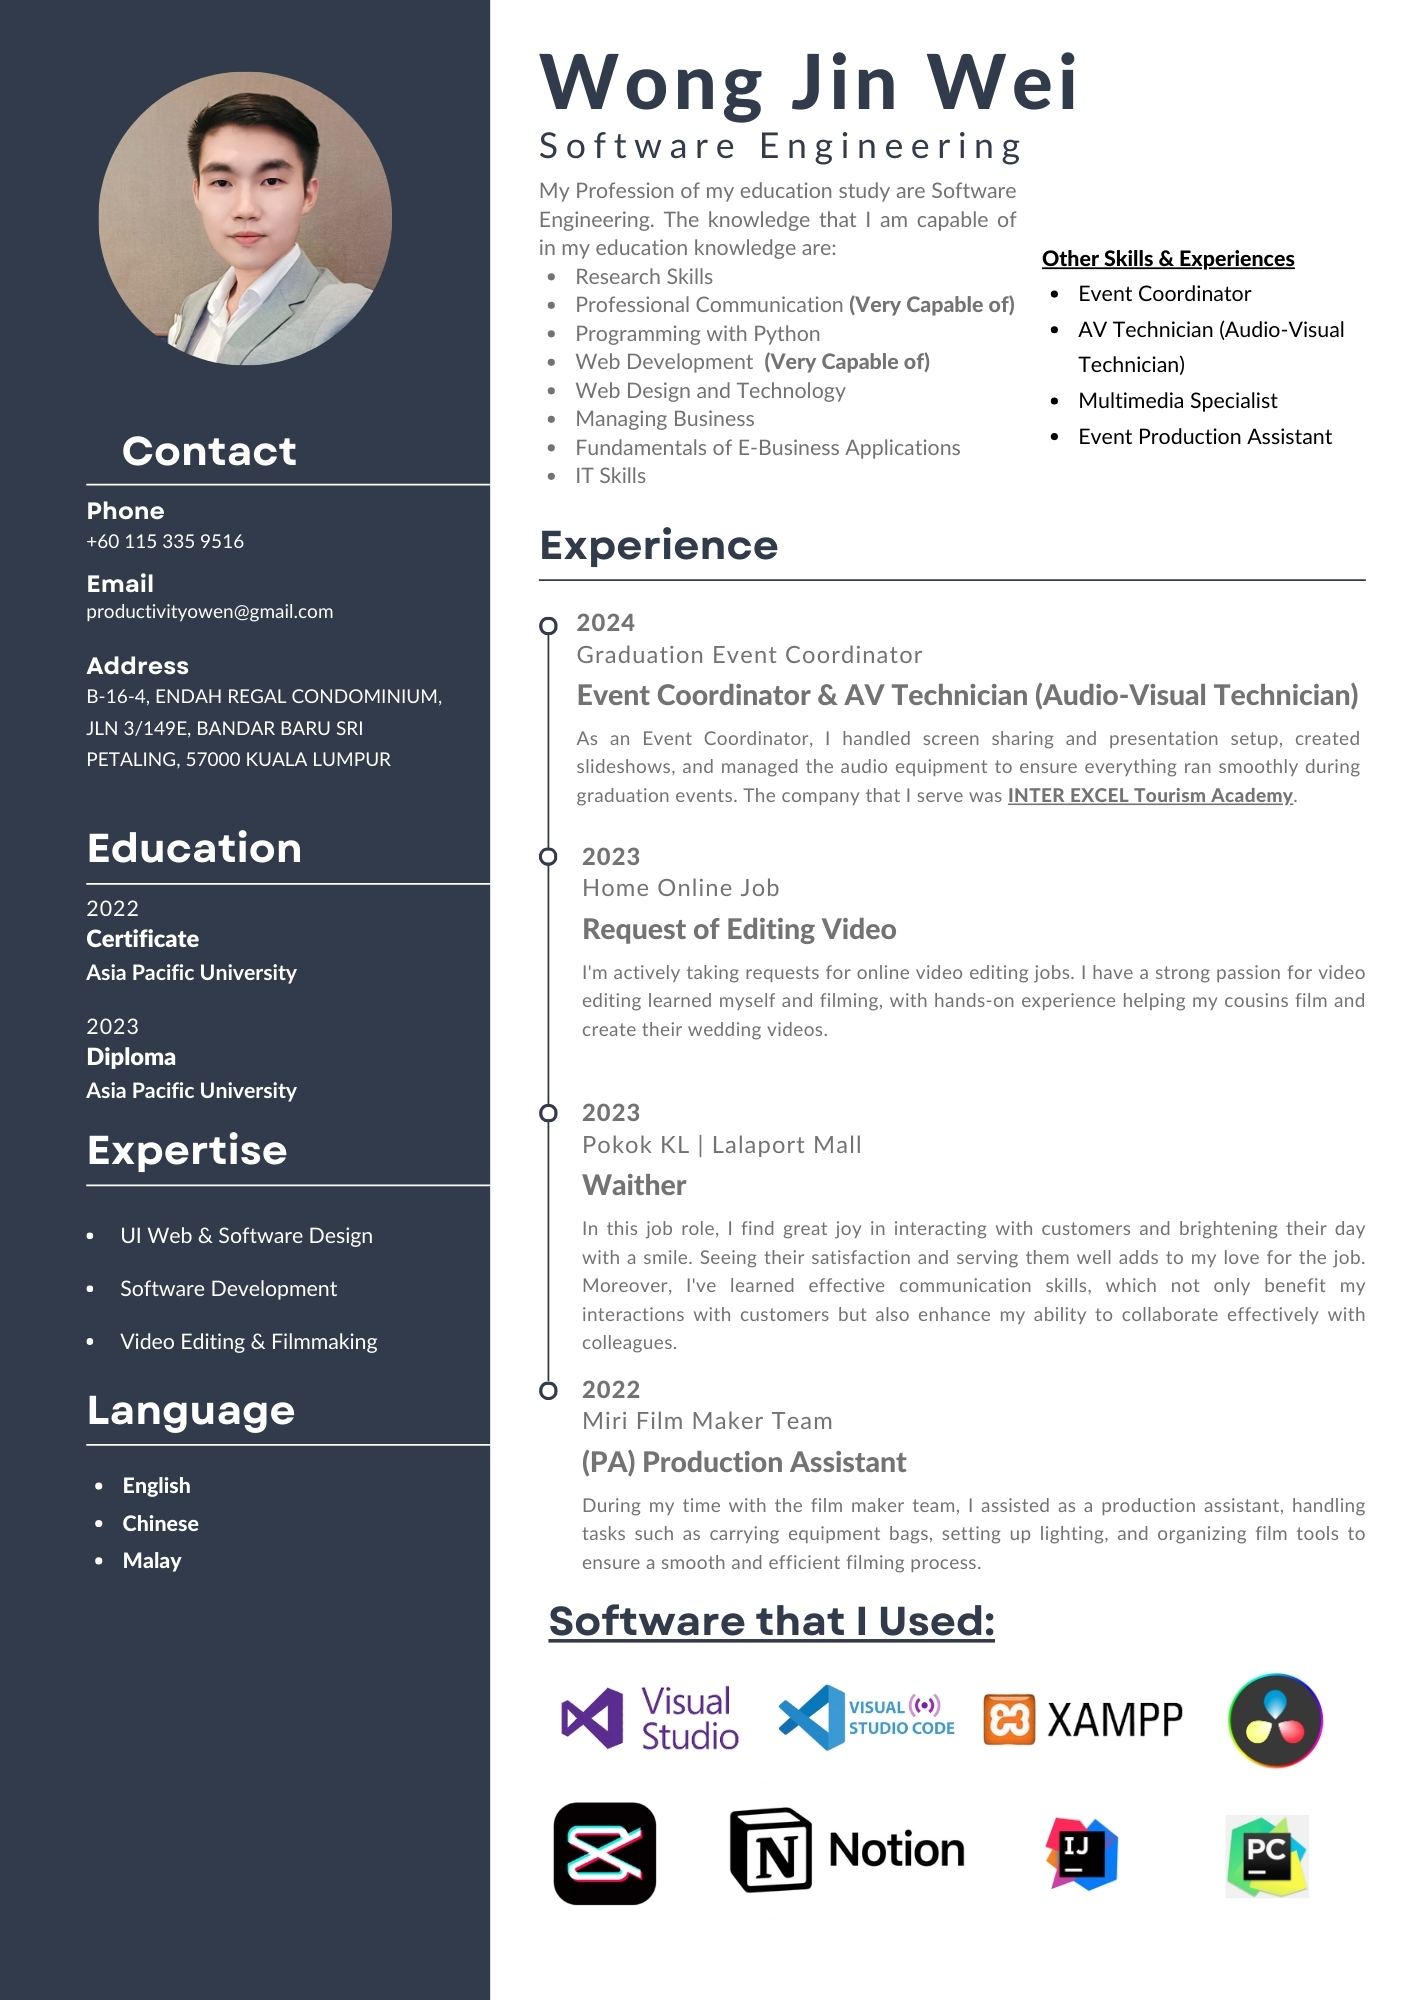 Wong Jin Wei
Software Engineering
My Profession of my education study are Software
Engineering. The knowledge that I am capable of
in my education knowledge are:
• Research Skills
• Professional Communication (Very Capable of)
• Programming with Python
• Web Development (Very Capable of)
• Web Design and Technology
• Managing Business
• Fundamentals of E-Business Applications
• IT Skills
Other Skills & Experiences
• Event Coordinator
• AV Technician (Audio-Visual
Technician)
• Multimedia Specialist
• Event Production Assistant
Contact
Phone
+60 115 335 9516
Email
productivityowen@gmail.com
Address
B-16-4, ENDAH REGAL CONDOMINIUM,
JLN 3/149E, BANDAR BARU SRI
PETALING, 57000 KUALA LUMPUR
Education
2022
Certificate
Asia Pacific University
2023
Diploma
Asia Pacific University
Expertise
• UI Web & Software Design
• Software Development
• Video Editing & Filmmaking
Language
• English
• Chinese
• Malay
Experience
2024
Graduation Event Coordinator
Event Coordinator & AV Technician (Audio-Visual Technician)
As an Event Coordinator, I handled screen sharing and presentation setup, created
slideshows, and managed the audio equipment to ensure everything ran smoothly during
graduation events. The company that I serve was INTER EXCEL Tourism Academy.
2023
Home Online Job
Request of Editing Video
I'm actively taking requests for online video editing jobs. I have a strong passion for video
editing learned myself and filming, with hands-on experience helping my cousins film and
create their wedding videos.
2023
Pokok KL | Lalaport Mall
Waither
In this job role, I find great joy in interacting with customers and brightening their day
with a smile. Seeing their satisfaction and serving them well adds to my love for the job.
Moreover, I've learned effective communication skills, which not only benefit my
interactions with customers but also enhance my ability to collaborate effectively with
colleagues.
2022
Miri Film Maker Team
(PA) Production Assistant
During my time with the film maker team, I assisted as a production assistant, handling
tasks such as carrying equipment bags, setting up lighting, and organizing film tools to
ensure a smooth and efficient filming process.
Software that I Used:
Visual
Studio
VISUAL
STUDIO CODE
XAMPP
N Notion
IJ
PC